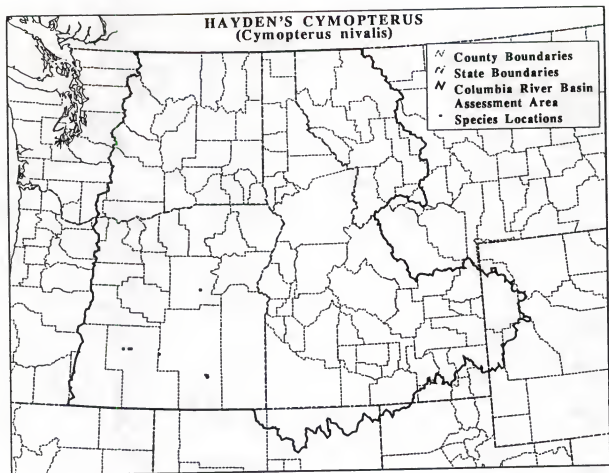 HAYDEN'S CYMOPTERUS
(Cymopterus nivalis)
County Boundaries
State Boundaries
Columbia River Basin
Assessment Area
Species Locations